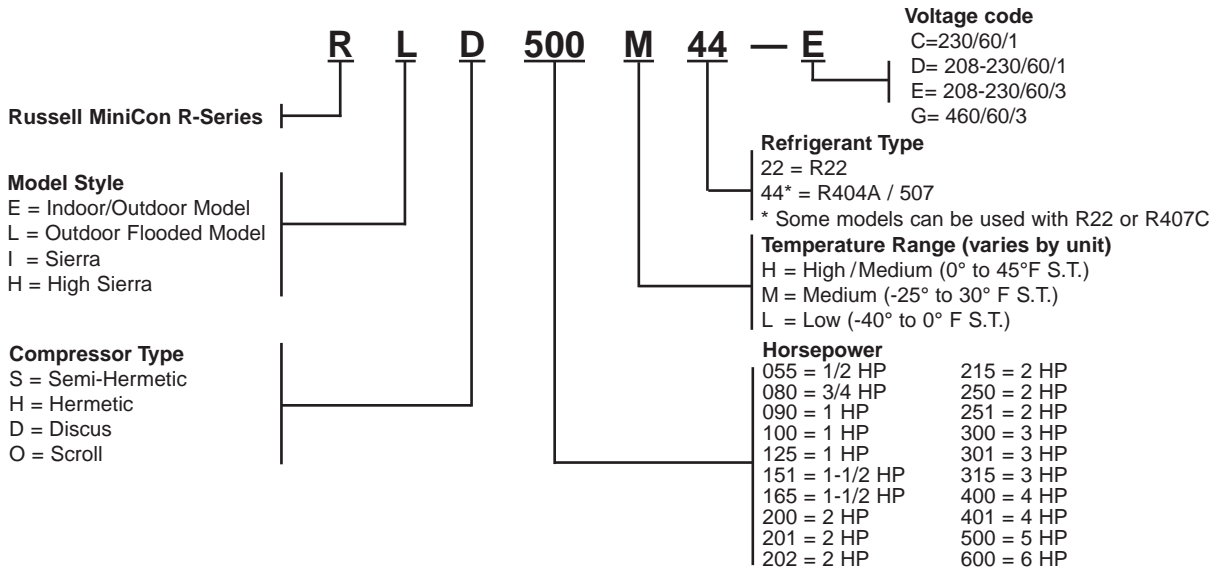 R L D 500 M 44 — E
Voltage code
C=230/60/1
D= 208-230/60/1
E= 208-230/60/3
G= 460/60/3
Russell MiniCon R-Series
Refrigerant Type
22 = R22
44* = R404A / 507
* Some models can be used with R22 or R407C
Model Style
E = Indoor/Outdoor Model
L = Outdoor Flooded Model
I = Sierra
H = High Sierra
Temperature Range (varies by unit)
H = High/Medium (0° to 45°F S.T.)
M = Medium (-25° to 30° F S.T.)
L = Low (-40° to 0° F S.T.)
Compressor Type
S = Semi-Hermetic
H = Hermetic
D = Discus
O = Scroll
Horsepower
055 = 1/2 HP
080 = 3/4 HP
090 = 1 HP
100 = 1 HP
125 = 1 HP
151 = 1-1/2 HP
165 = 1-1/2 HP
200 = 2 HP
201 = 2 HP
202 = 2 HP
215 = 2 HP
250 = 2 HP
251 = 2 HP
300 = 3 HP
301 = 3 HP
315 = 3 HP
400 = 4 HP
401 = 4 HP
500 = 5 HP
600 = 6 HP